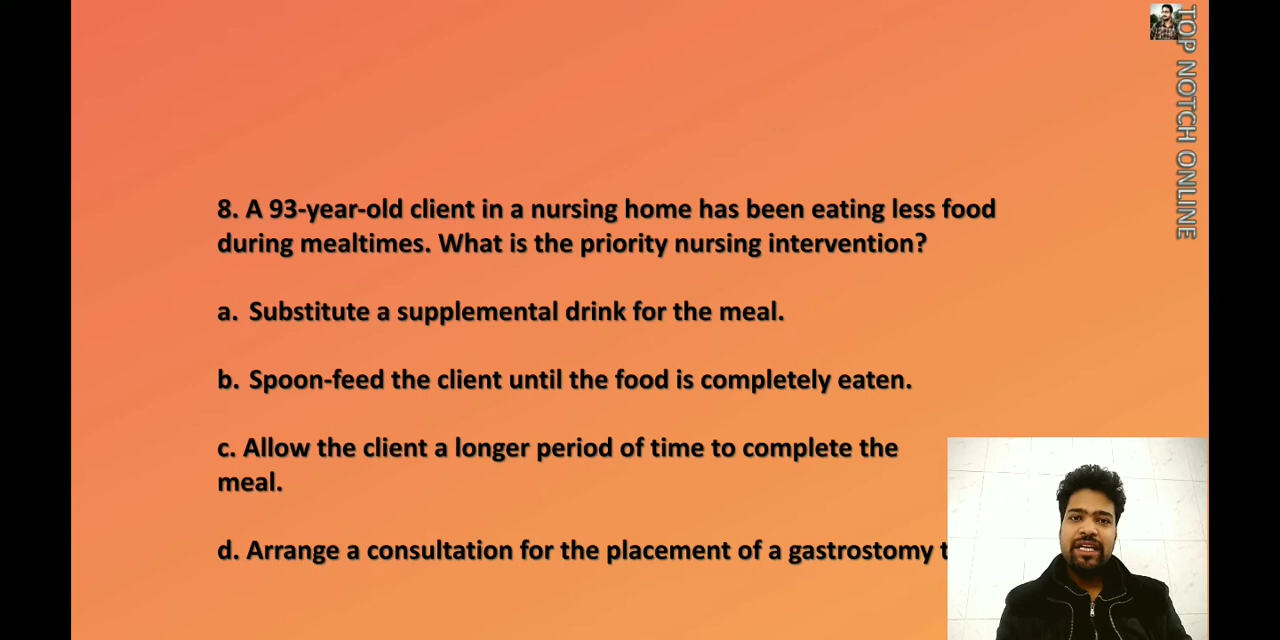 TOP NOTCH ONLINE
8. A 93-year-old client in a nursing home has been eating less food
during mealtimes. What is the priority nursing intervention?
a. Substitute a supplemental drink for the meal.
b. Spoon-feed the client until the food is completely eaten.
c. Allow the client a longer period of time to complete the
meal.
d. Arrange a consultation for the placement of a gastrostomy